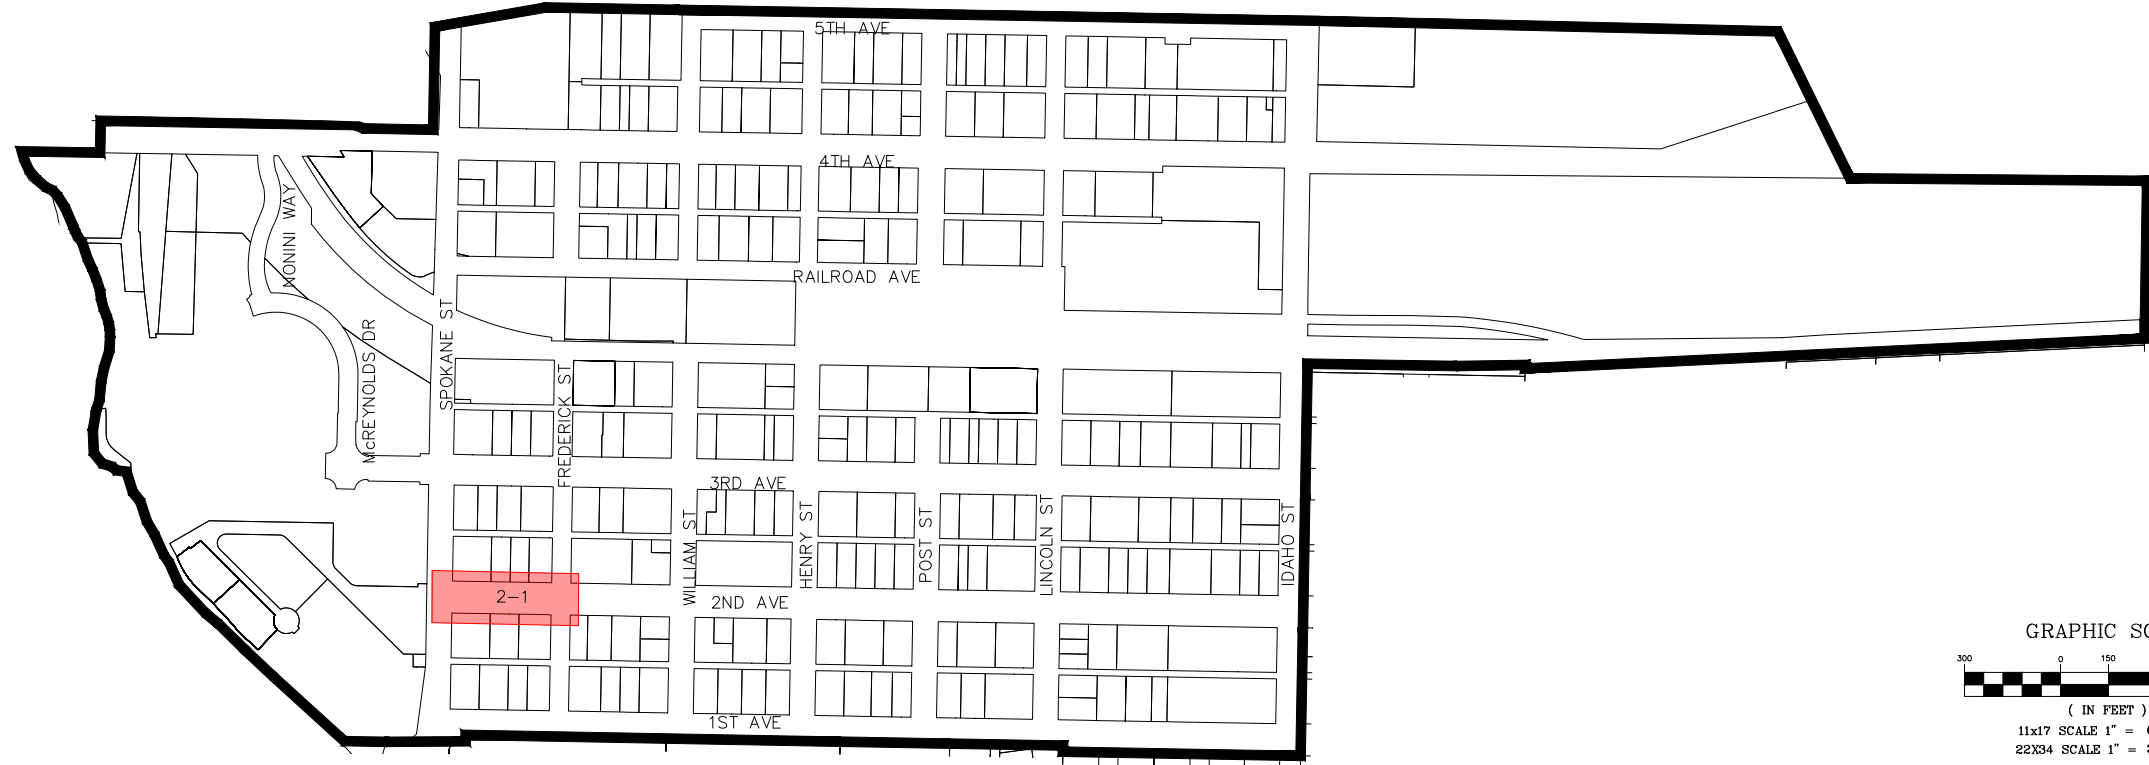 5TH AVE
4TH AVE
NONINI WAY
RAILROAD AVE
SPOKANE ST
McREYNOLDS DR
FREDERICK ST
3RD AVE
WILLIAM ST
HENRY ST
POST ST
LINCOLN ST
IDAHO ST
2-1
2ND AVE
1ST AVE
GRAPHIC
300 0 150
( IN FEET )
11x17 SCALE 1" =
22X34 SCALE 1" =